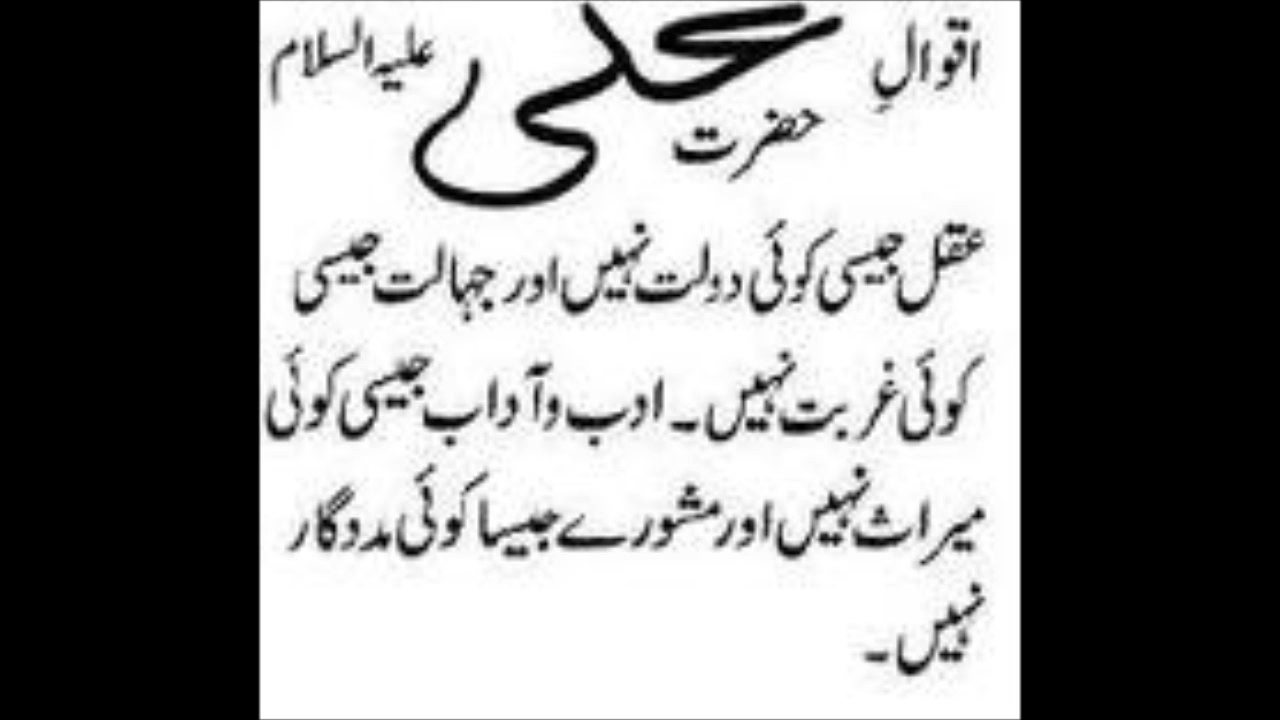 اقوالِ حضرت علی علیہ السلام
عقل جیسی کوئی دولت نہیں اور جہالت جیسی
کوئی غربت نہیں۔ ادب و آداب جیسی کوئی
میراث نہیں اور مشورے جیسا کوئی مددگار
نہیں۔